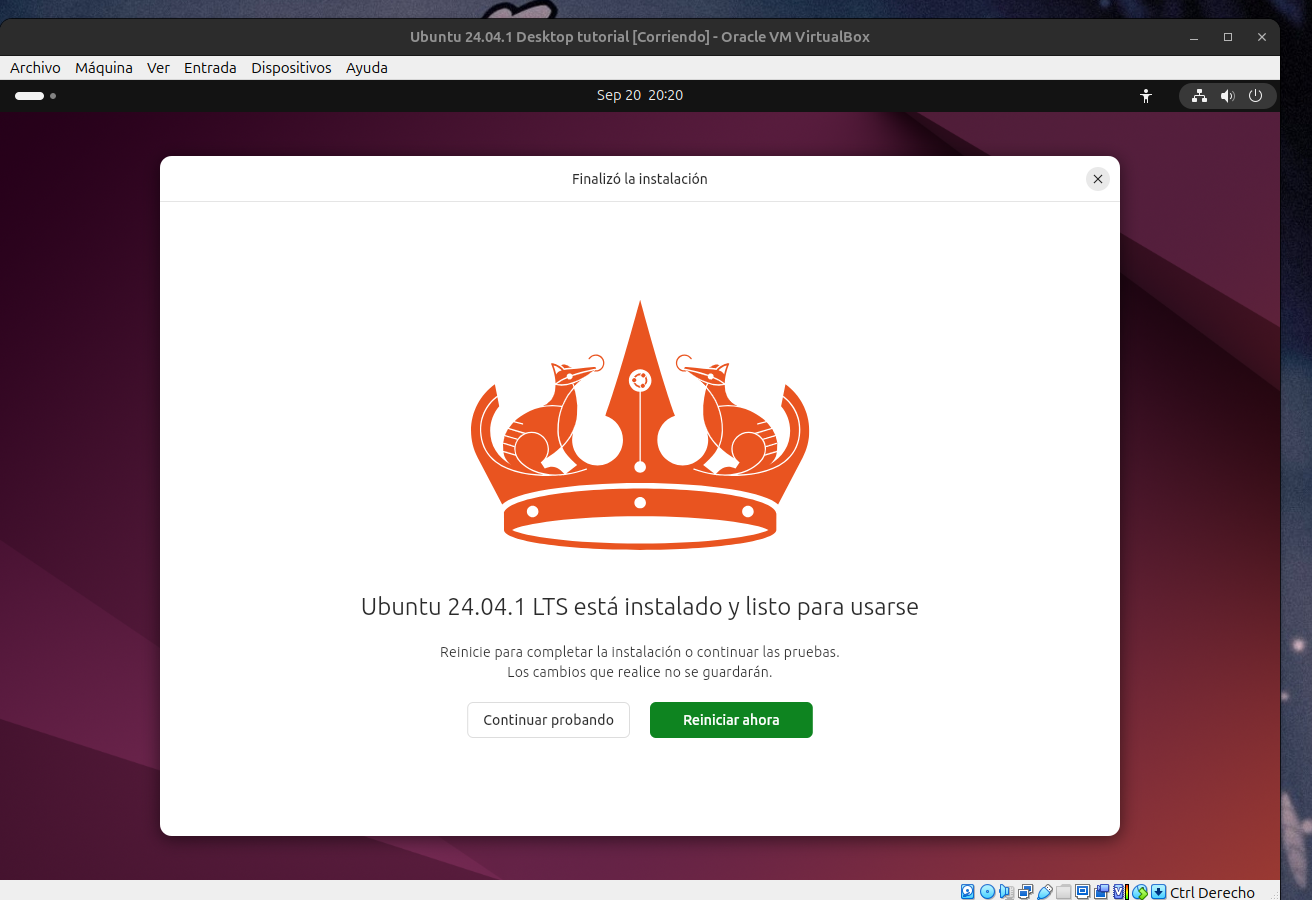 Ubuntu 24.04.1 Desktop tutorial [Corriendo] - Oracle VM VirtualBox
Archivo Máquina Ver Entrada Dispositivos Ayuda
Sep 20 20:20
Finalizó la instalación
Ubuntu 24.04.1 LTS está instalado y listo para usarse
Reinicie para completar la instalación o continuar las pruebas.
Los cambios que realice no se guardarán.
Continuar probando Reiniciar ahora
Ctrl Derecho